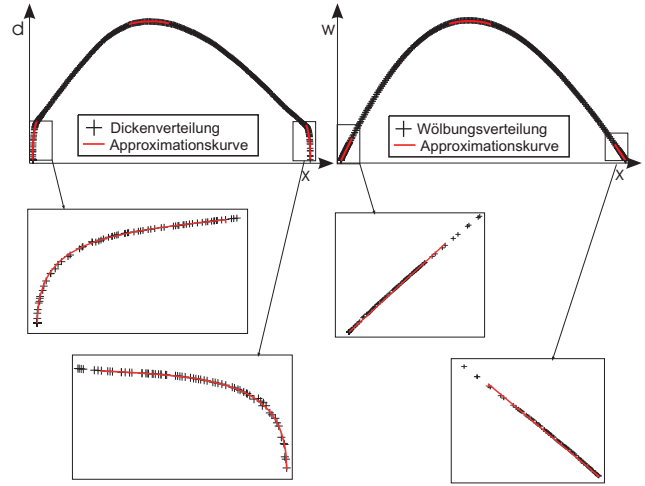 d
w
Dickenverteilung
Approximationskurve
Wölbungsverteilung
Approximationskurve
x
x